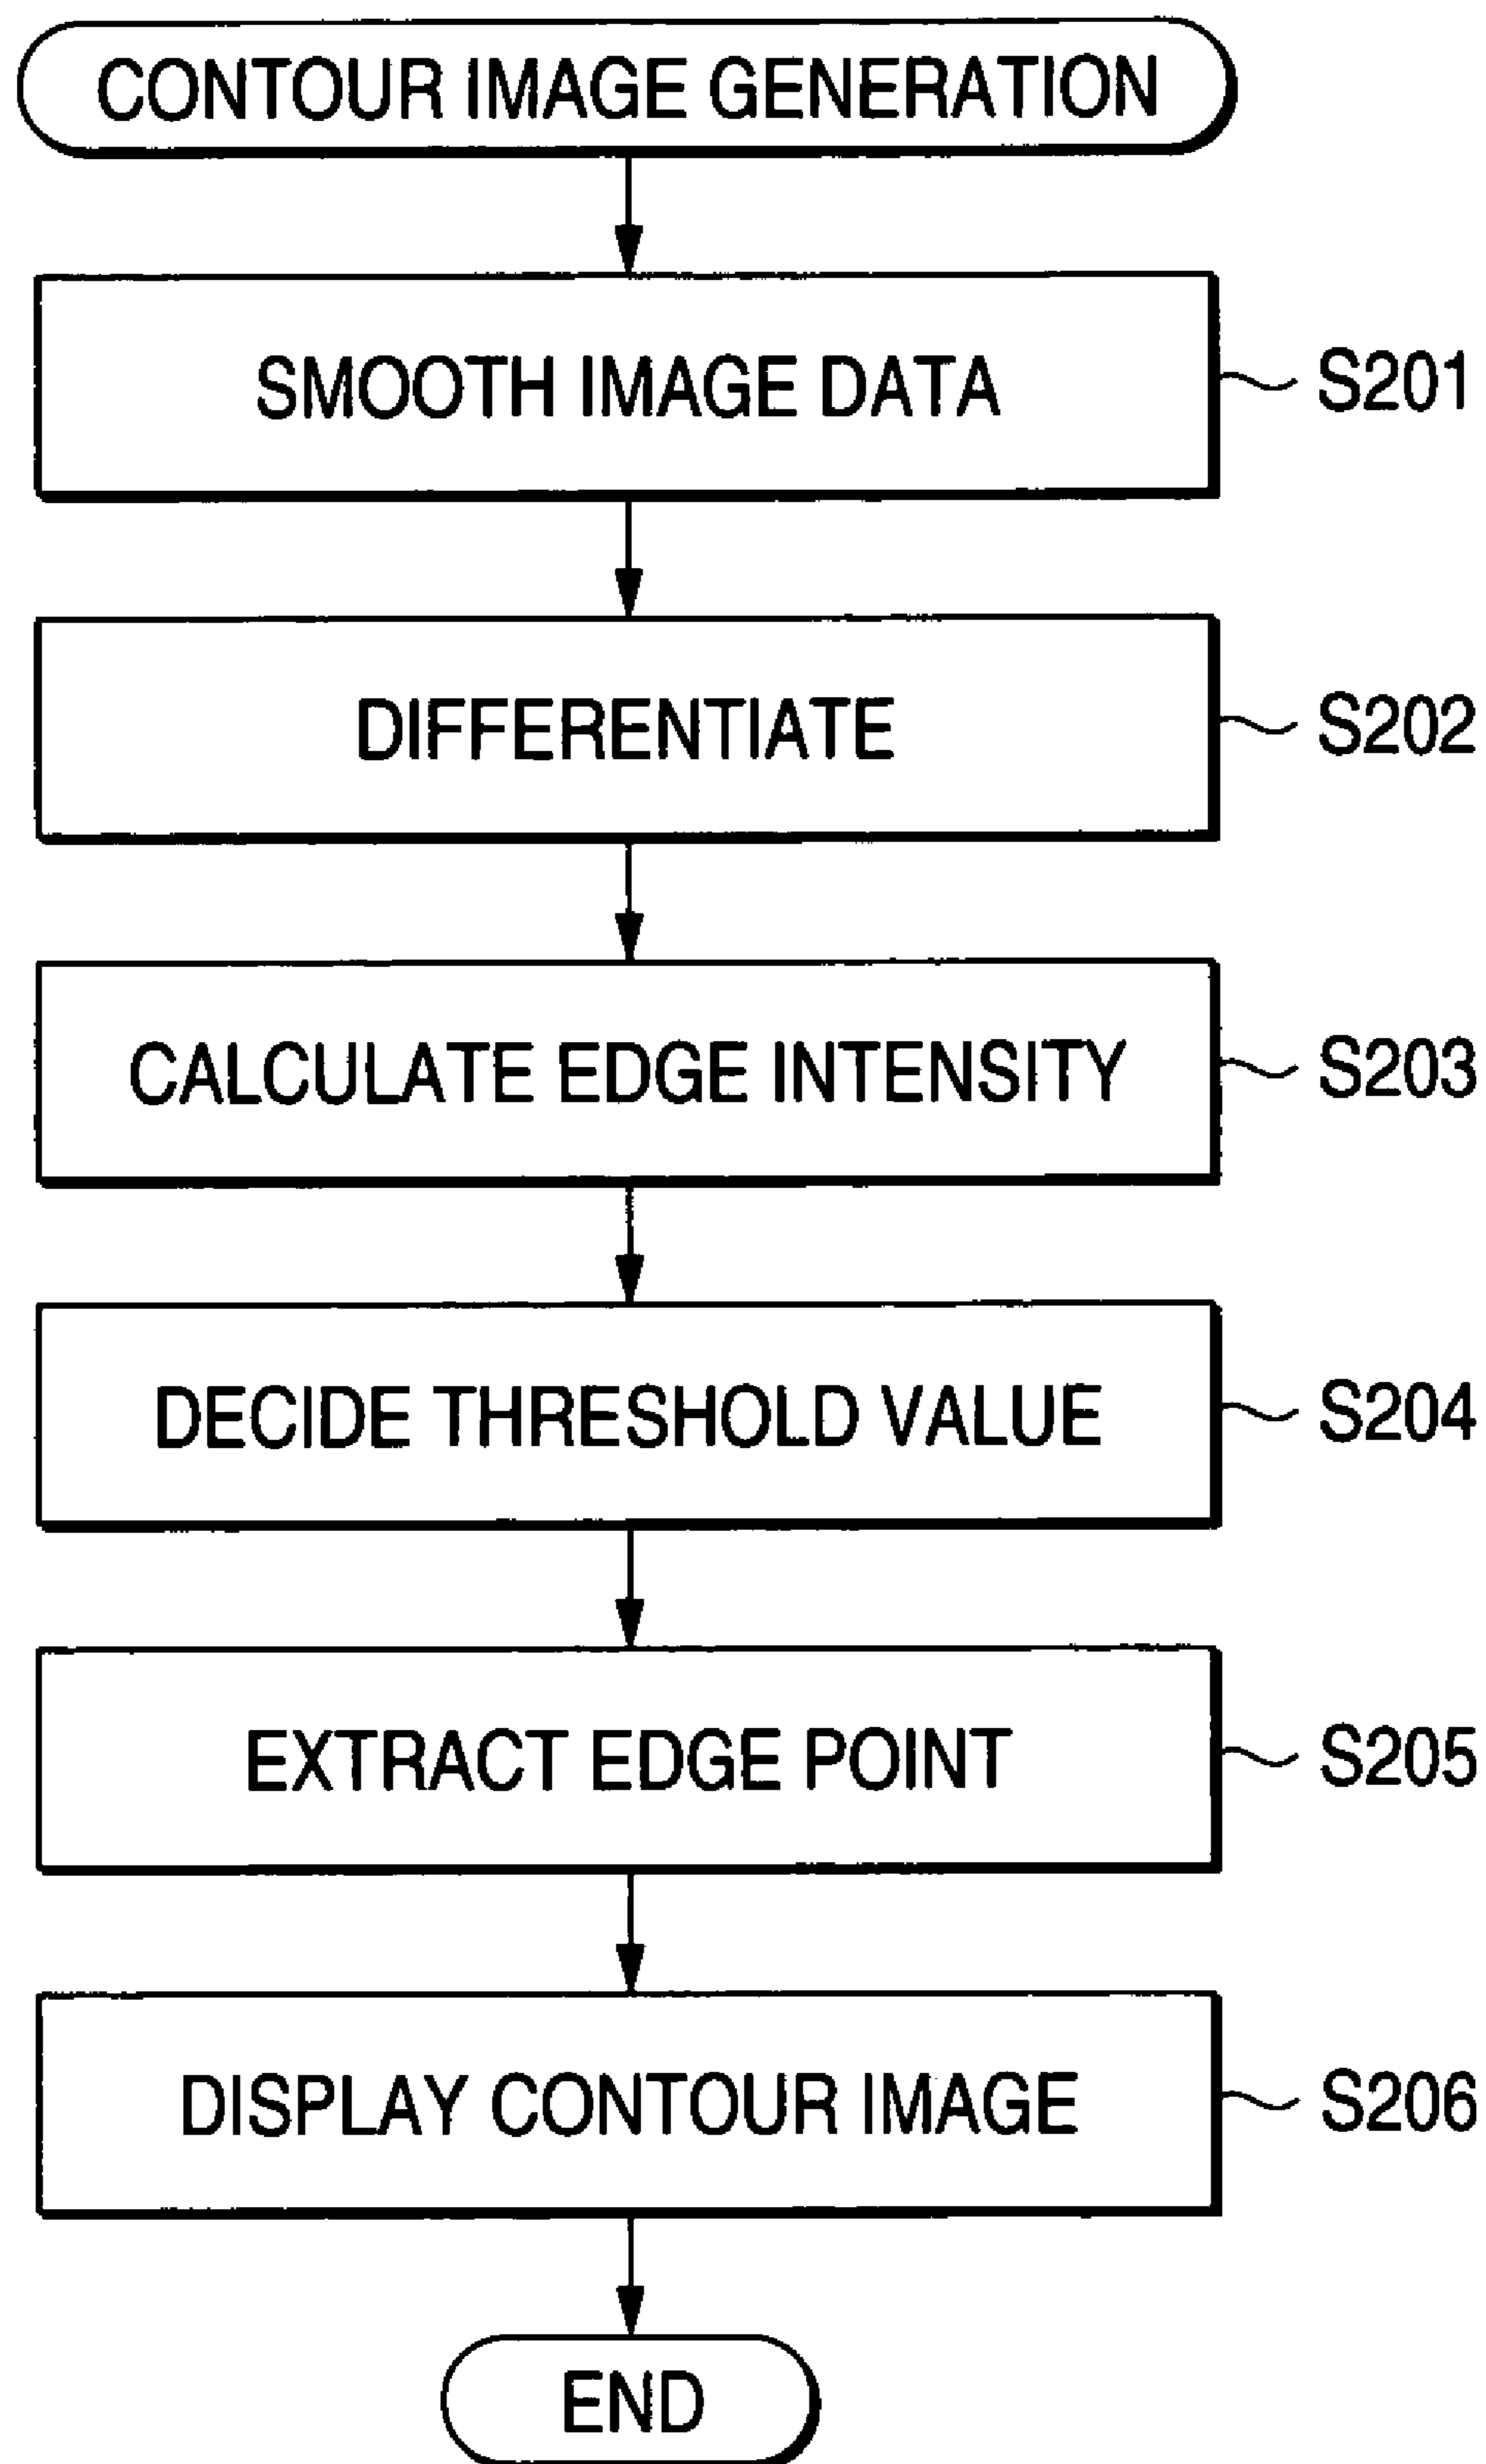 CONTOUR IMAGE GENERATION
SMOOTH IMAGE DATA
S201
DIFFERENTIATE
S202
CALCULATE EDGE INTENSITY
S203
DECIDE THRESHOLD VALUE
S204
EXTRACT EDGE POINT
S205
DISPLAY CONTOUR IMAGE
S206
END